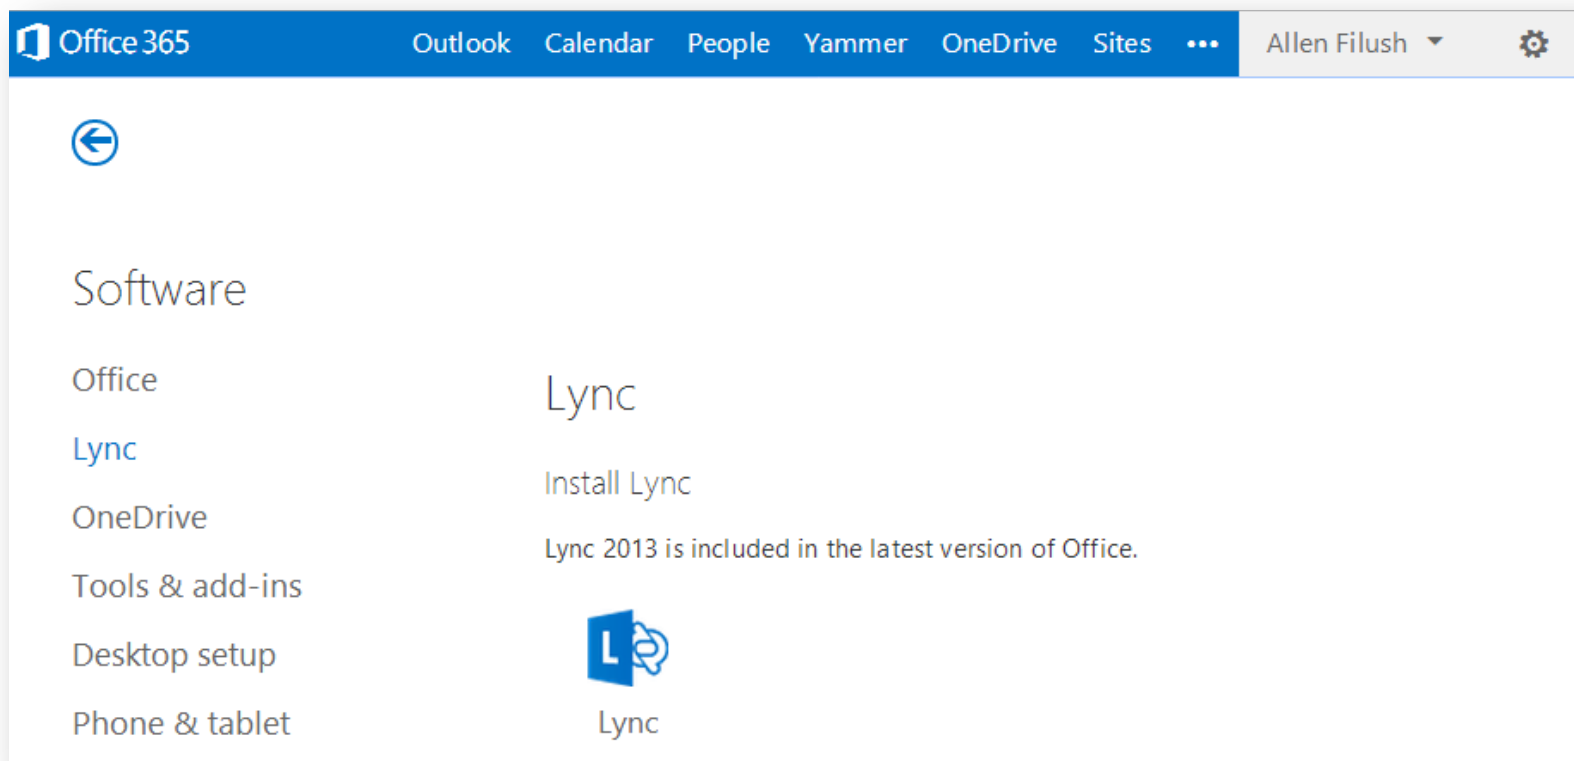 Office 365 Outlook Calendar People Yammer OneDrive Sites ••• Allen Filush
Software
Office
Lync
OneDrive
Tools & add-ins
Desktop setup
Phone & tablet
Lync
Install Lync
Lync 2013 is included in the latest version of Office.
L
Lync